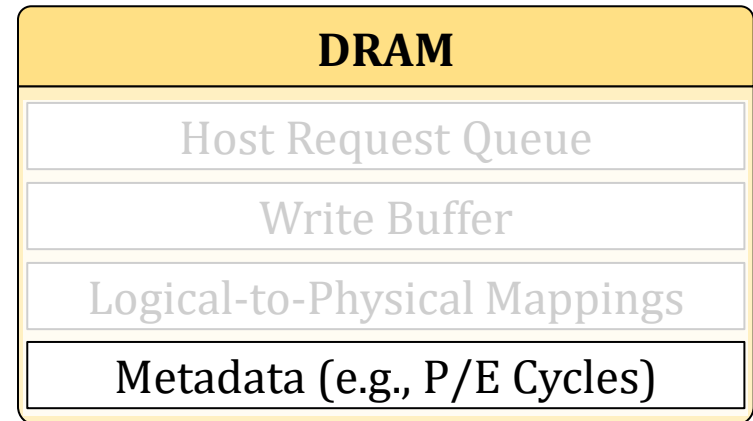 DRAM
Host Request Queue
Write Buffer
Logical-to-Physical Mappings
Metadata (e.g., P/E Cycles)